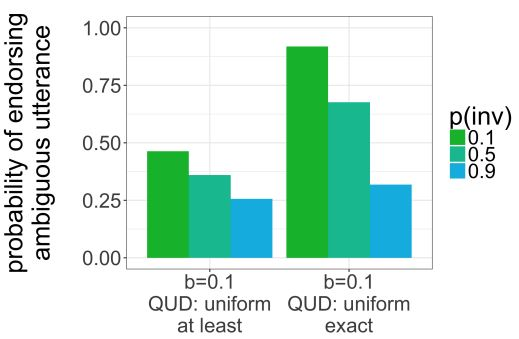 probability of endorsing
ambiguous utterance
1.00
0.75
0.50
0.25
0.00
b=0.1
QUD: uniform
at least
b=0.1
QUD: uniform
exact
p(inv)
0.1
0.5
0.9